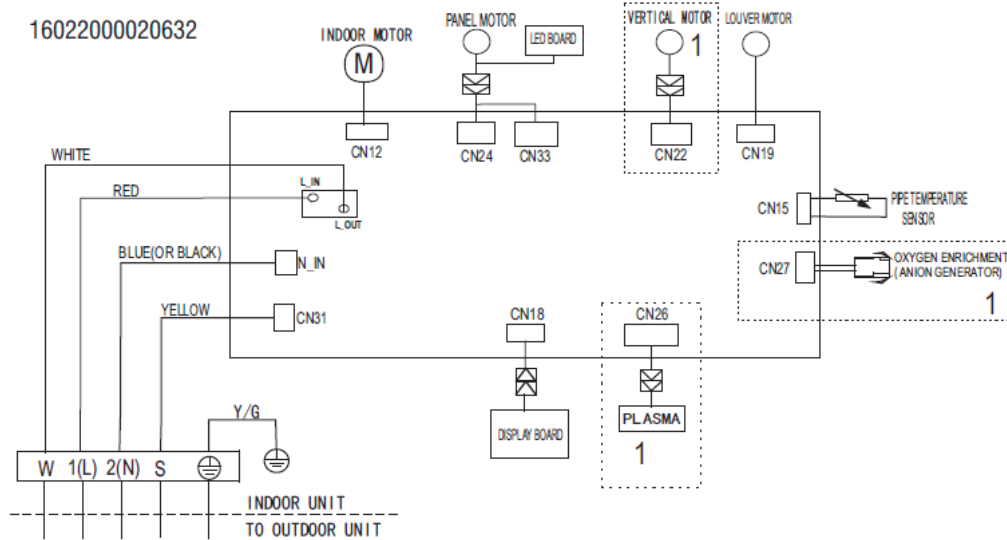 16022000020632
INDOOR MOTOR
M
PANEL MOTOR
LED BOARD
VERTICAL MOTOR
1
LOUVER MOTOR
CN12
CN24
CN33
CN22
CN19
WHITE
RED
L_IN
L_OUT
CN15
PIPE TEMPERATURE
SENSOR
BLUE(OR BLACK)
N_IN
CN27
OXYGEN ENRICHMENT
( ANION GENERATOR)
1
YELLOW
CN31
CN18
CN26
DISPLAY BOARD
PLASMA
1
Y/G
W 1(L) 2(N) S
INDOOR UNIT
TO OUTDOOR UNIT